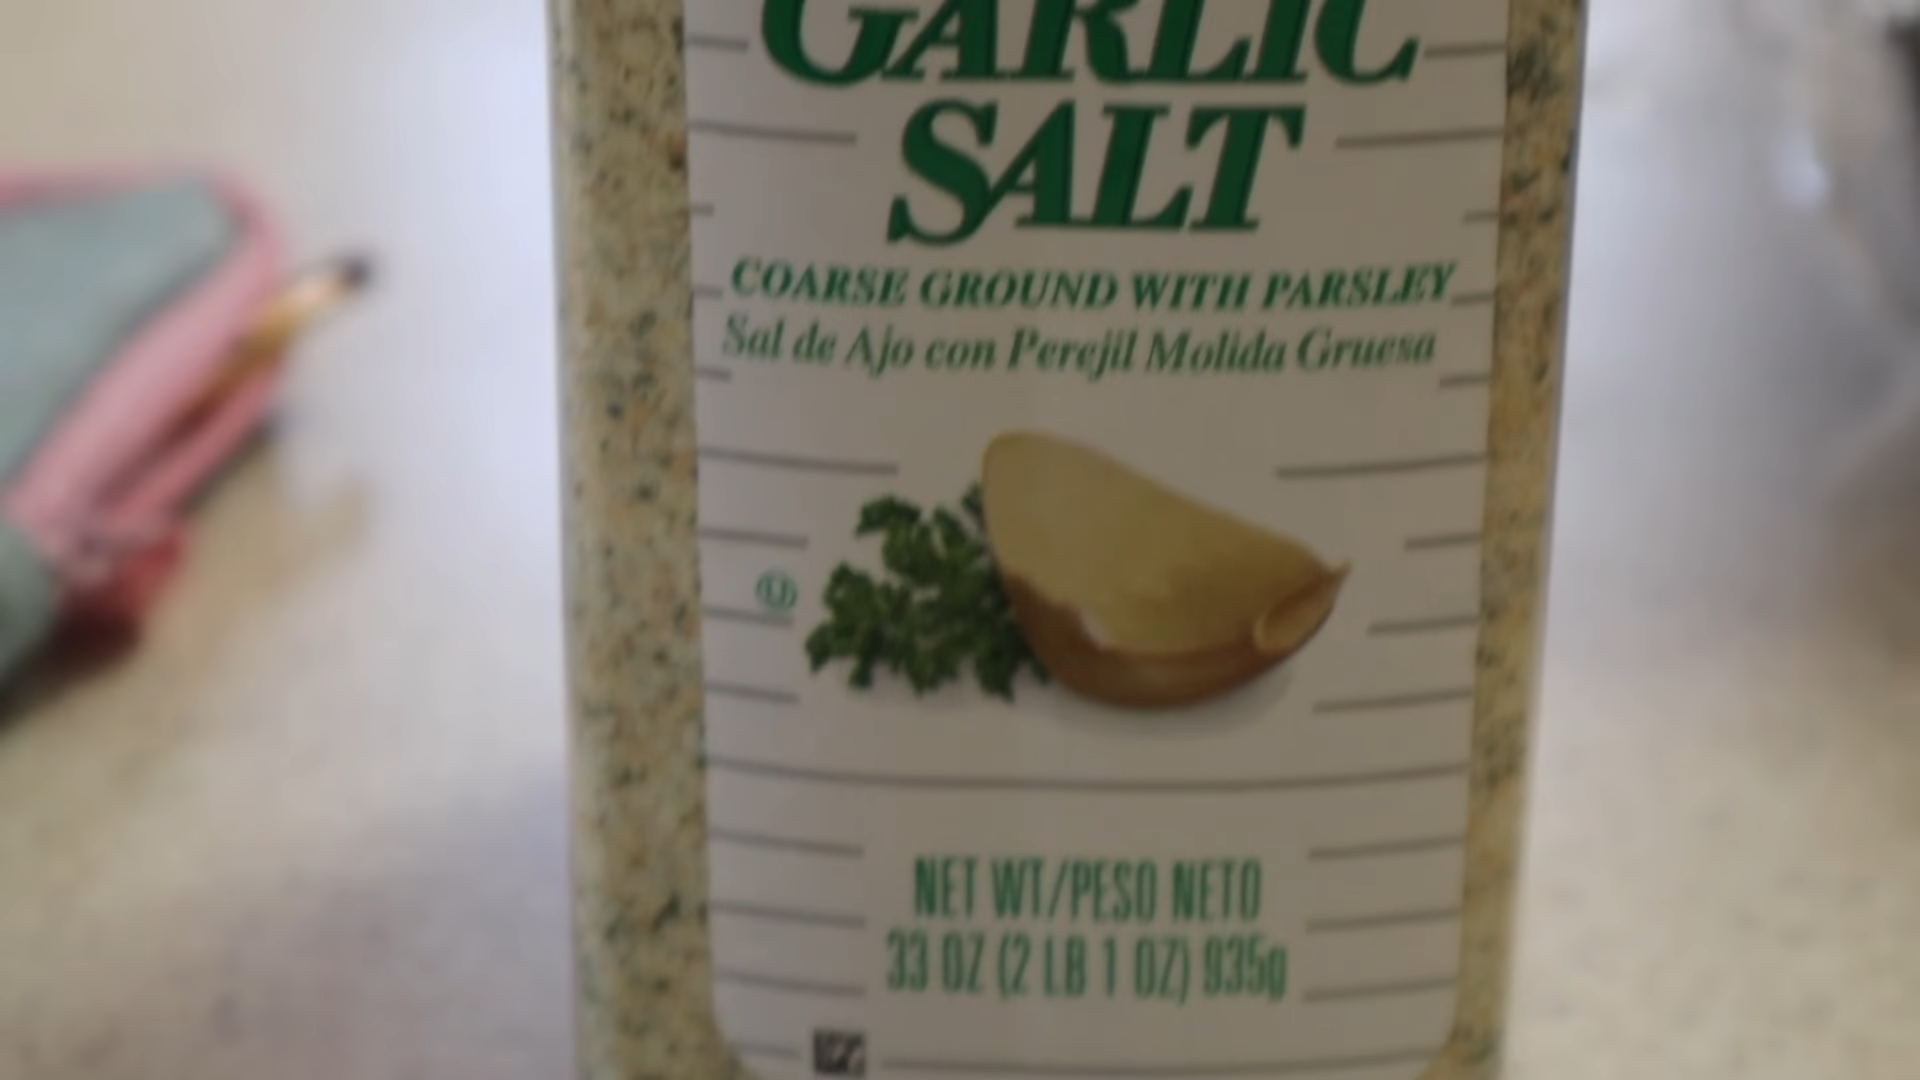 GARLIC
SALT
COARSE GROUND WITH PARSLEY
Sal de Ajo con Perejil Molida Gruesa
U
NET WT/PESO NETO
33 OZ (2 LB 1 OZ) 935g